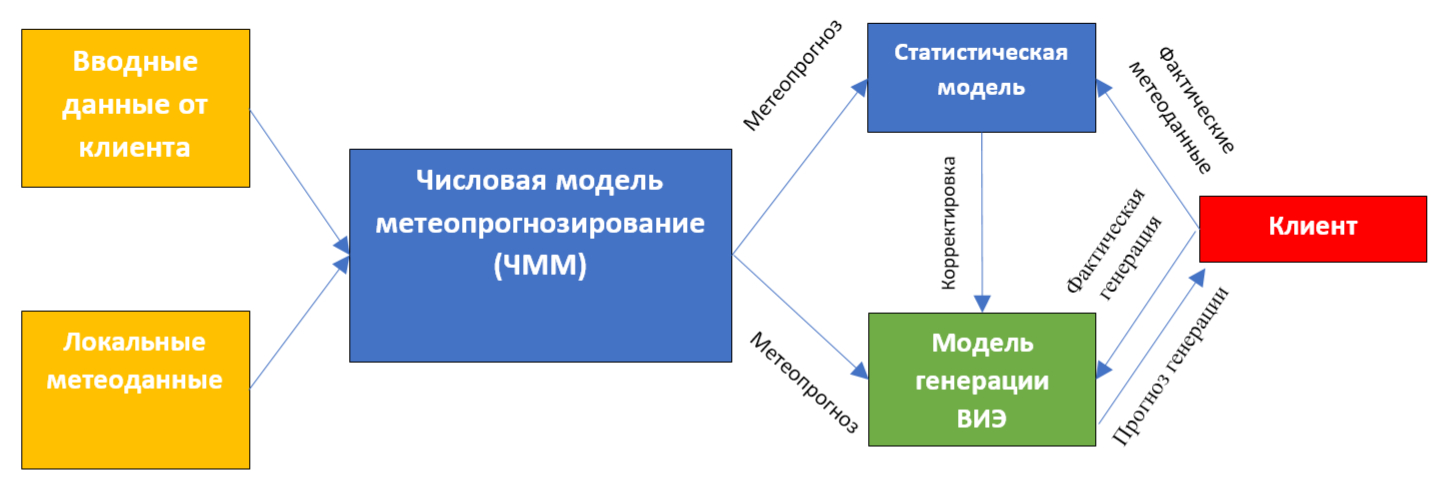 Вводные
данные от
клиента
Локальные
метеоданные
Числовая модель
метеопрогнозирование
(ЧММ)
Метеопрогноз
Метеопрогноз
Статистическая
модель
Корректировка
Модель
генерации
ВИЭ
Фактические
метеоданные
Фактическая
генерация
Прогноз генерации
Клиент